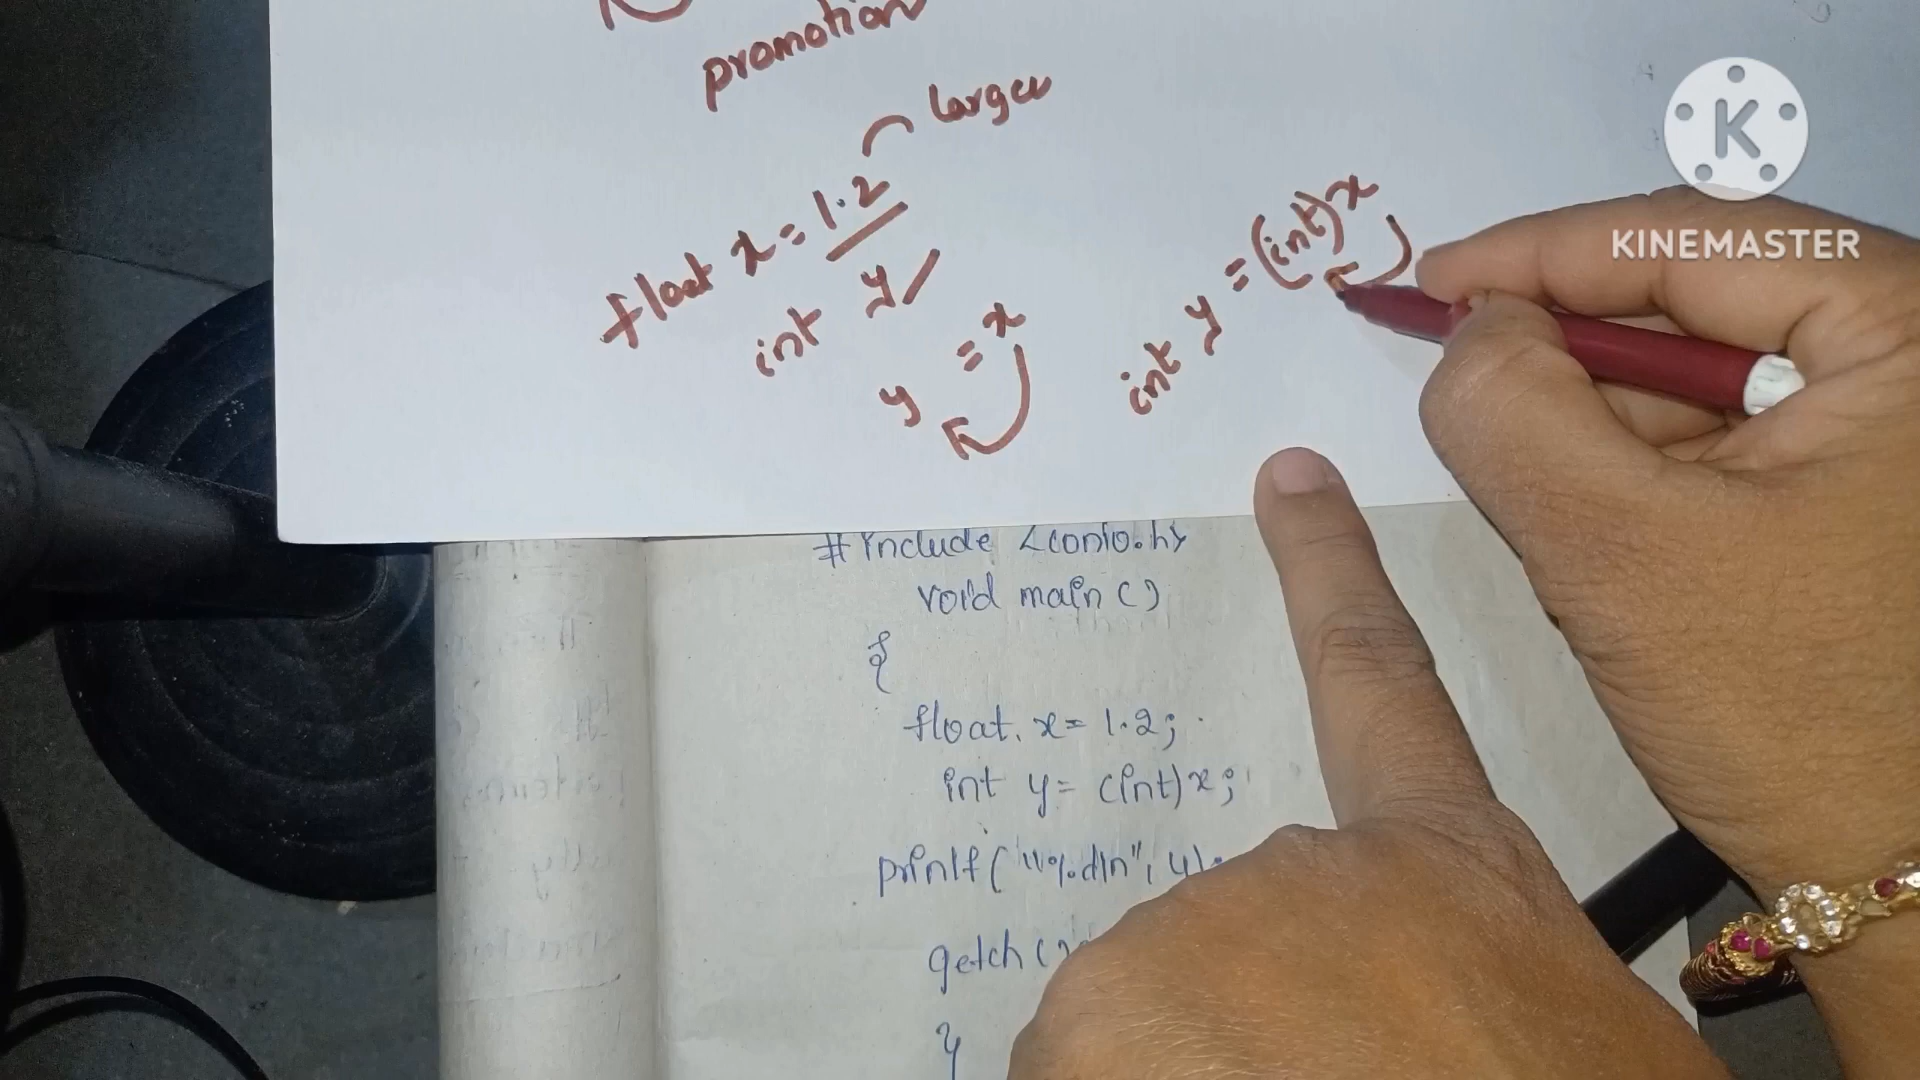 promotion
larger
float x = 1.2
int y
y = x
int y = (int) x
K
KINEMASTER
#include <conio.h>
void main()
{
float x = 1.2;
int y = (int)x;
printf("%d\n", y);
getch()
}